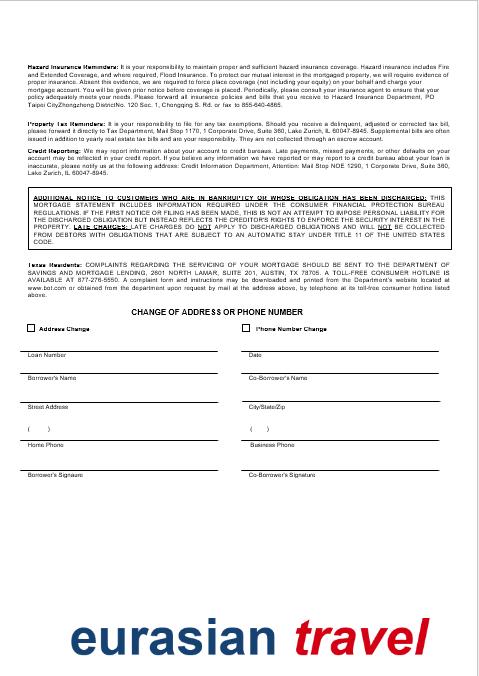 Hazard Insurance Reminders: It is your responsibility to maintain proper and sufficient hazard insurance coverage. Hazard insurance includes Fire
and Extended Coverage, and where required, Flood Insurance. To protect our mutual interest in the mortgaged property, we will require evidence of
proper insurance. Absent this evidence, we are required to force place coverage (not including your equity) on your behalf and charge your
mortgage account. You will be given prior notice before coverage is placed. Periodically, please consult your insurance agent to ensure that your
policy adequately meets your needs. Please forward all insurance policies and bills that you receive to Hazard Insurance Department, PO
Taipei CityZhongzheng DistrictNo. 120 Sec. 1, Chongqing S. Rd. or fax to 855-640-4865.
Property Tax Reminders: It is your responsibility to file for any tax exemptions. Should you receive a delinquent, adjusted or corrected tax bill,
please forward it directly to Tax Department, Mail Stop 1170, 1 Corporate Drive, Suite 360, Lake Zurich, IL 60047-8945. Supplemental bills are often
issued in addition to yearly real estate tax bills and are your responsibility. They are not collected through an escrow account.
Credit Reporting: We may report information about your account to credit bureaus. Late payments, missed payments, or other defaults on your
account may be reflected in your credit report. If you believe any information we have reported or may report to a credit bureau about your loan is
inaccurate, please notify us at the following address: Credit Information Department, Attention: Mail Stop NOE 1290, 1 Corporate Drive, Suite 360,
Lake Zurich, IL 60047-8945.
ADDITIONAL NOTICE TO CUSTOMERS WHO ARE IN BANKRUPTCY OR WHOSE OBLIGATION HAS BEEN DISCHARGED: THIS
MORTGAGE STATEMENT INCLUDES INFORMATION REQUIRED UNDER THE CONSUMER FINANCIAL PROTECTION BUREAU
REGULATIONS. IF THE FIRST NOTICE OR FILING HAS BEEN MADE, THIS IS NOT AN ATTEMPT TO IMPOSE PERSONAL LIABILITY FOR
THE DISCHARGED OBLIGATION BUT INSTEAD REFLECTS THE CREDITOR'S RIGHTS TO ENFORCE THE SECURITY INTEREST IN THE
PROPERTY. LATE CHARGES: LATE CHARGES DO NOT APPLY TO DISCHARGED OBLIGATIONS AND WILL NOT BE COLLECTED
FROM DEBTORS WITH OBLIGATIONS THAT ARE SUBJECT TO AN AUTOMATIC STAY UNDER TITLE 11 OF THE UNITED STATES
CODE.
Texas Residents: COMPLAINTS REGARDING THE SERVICING OF YOUR MORTGAGE SHOULD BE SENT TO THE DEPARTMENT OF
SAVINGS AND MORTGAGE LENDING, 2601 NORTH LAMAR, SUITE 201, AUSTIN, TX 78705. A TOLL-FREE CONSUMER HOTLINE IS
AVAILABLE AT 877-276-5550. A complaint form and instructions may be downloaded and printed from the Department's website located at
www.bot.com or obtained from the department upon request by mail at the address above, by telephone at its toll-free consumer hotline listed
above.
CHANGE OF ADDRESS OR PHONE NUMBER
Address Change Phone Number Change
Loan Number Date
Borrower's Name Co-Borrower's Name
Street Address City/State/Zip
( ) ( )
Home Phone Business Phone
Borrower's Signaure Co-Borrower's Signature
eurasian travel